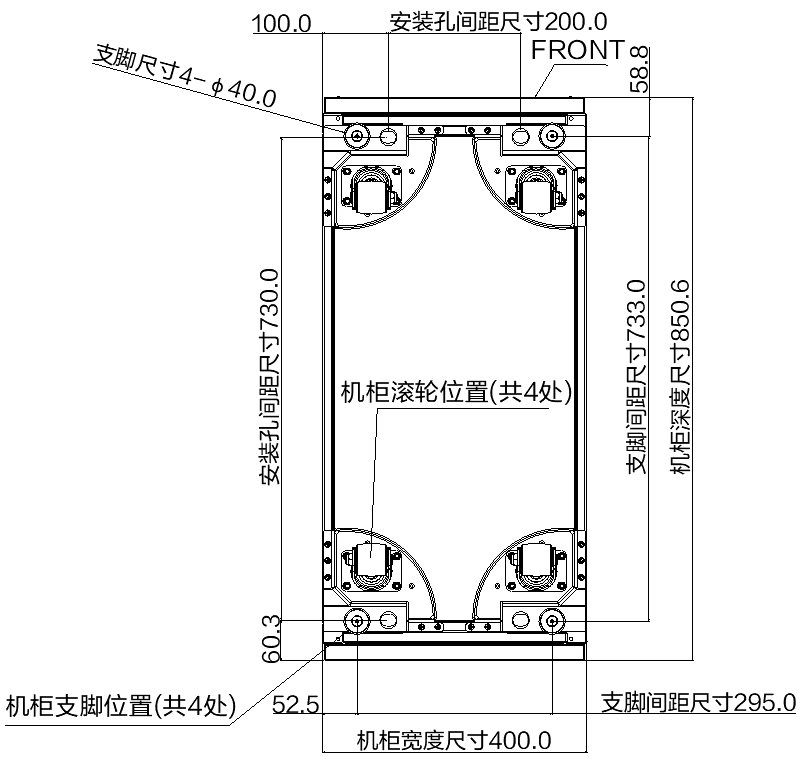 100.0
安装孔间距尺寸200.0
FRONT
58.8
支脚尺寸4-φ40.0
安装孔间距尺寸730.0
支脚间距尺寸733.0
机柜深度尺寸850.6
机柜滚轮位置(共4处)
60.3
机柜支脚位置(共4处)
52.5
支脚间距尺寸295.0
机柜宽度尺寸400.0